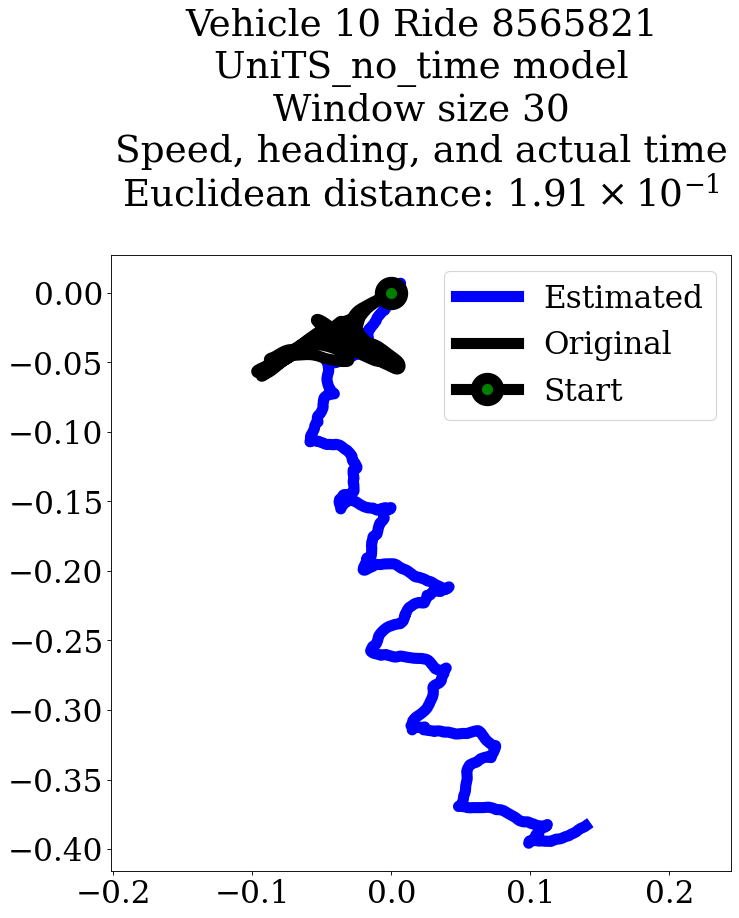 Vehicle 10 Ride 8565821
UniTS_no_time model
Window size 30
Speed, heading, and actual time
Euclidean distance: 1.91 × 10⁻¹
Estimated
Original
Start
0.00
−0.05
−0.10
−0.15
−0.20
−0.25
−0.30
−0.35
−0.40
−0.2
−0.1
0.0
0.1
0.2